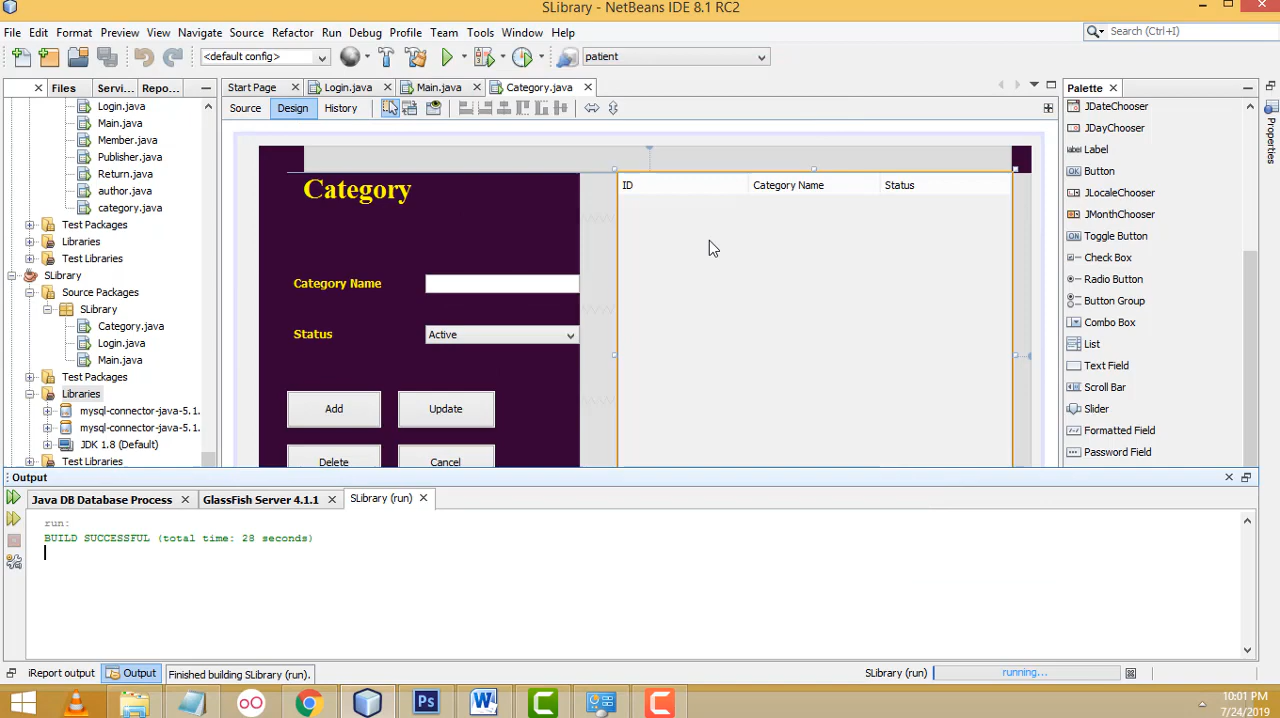 SLibrary - NetBeans IDE 8.1 RC2
File Edit Format Preview View Navigate Source Refactor Run Debug Profile Team Tools Window Help
Search (Ctrl+I)
<default config>
patient
Files Servi... Repo...
Start Page Login.java Main.java Category.java
Palette
Source Design History
Properties
Login.java
Main.java
Member.java
Publisher.java
Return.java
author.java
category.java
Test Packages
Libraries
Test Libraries
SLibrary
Source Packages
SLibrary
Category.java
Login.java
Main.java
Test Packages
Libraries
mysql-connector-java-5.1.
mysql-connector-java-5.1.
JDK 1.8 (Default)
Test Libraries
Category
Category Name
Status
Active
Add Update
Delete Cancel
ID Category Name Status
JDateChooser
JDayChooser
Label
Button
JLocaleChooser
JMonthChooser
Toggle Button
Check Box
Radio Button
Button Group
Combo Box
List
Text Field
Scroll Bar
Slider
Formatted Field
Password Field
Output
Java DB Database Process GlassFish Server 4.1.1 SLibrary (run)
run:
BUILD SUCCESSFUL (total time: 28 seconds)
iReport output Output Finished building SLibrary (run). SLibrary (run) running...
Ps
10:01 PM
7/24/2019